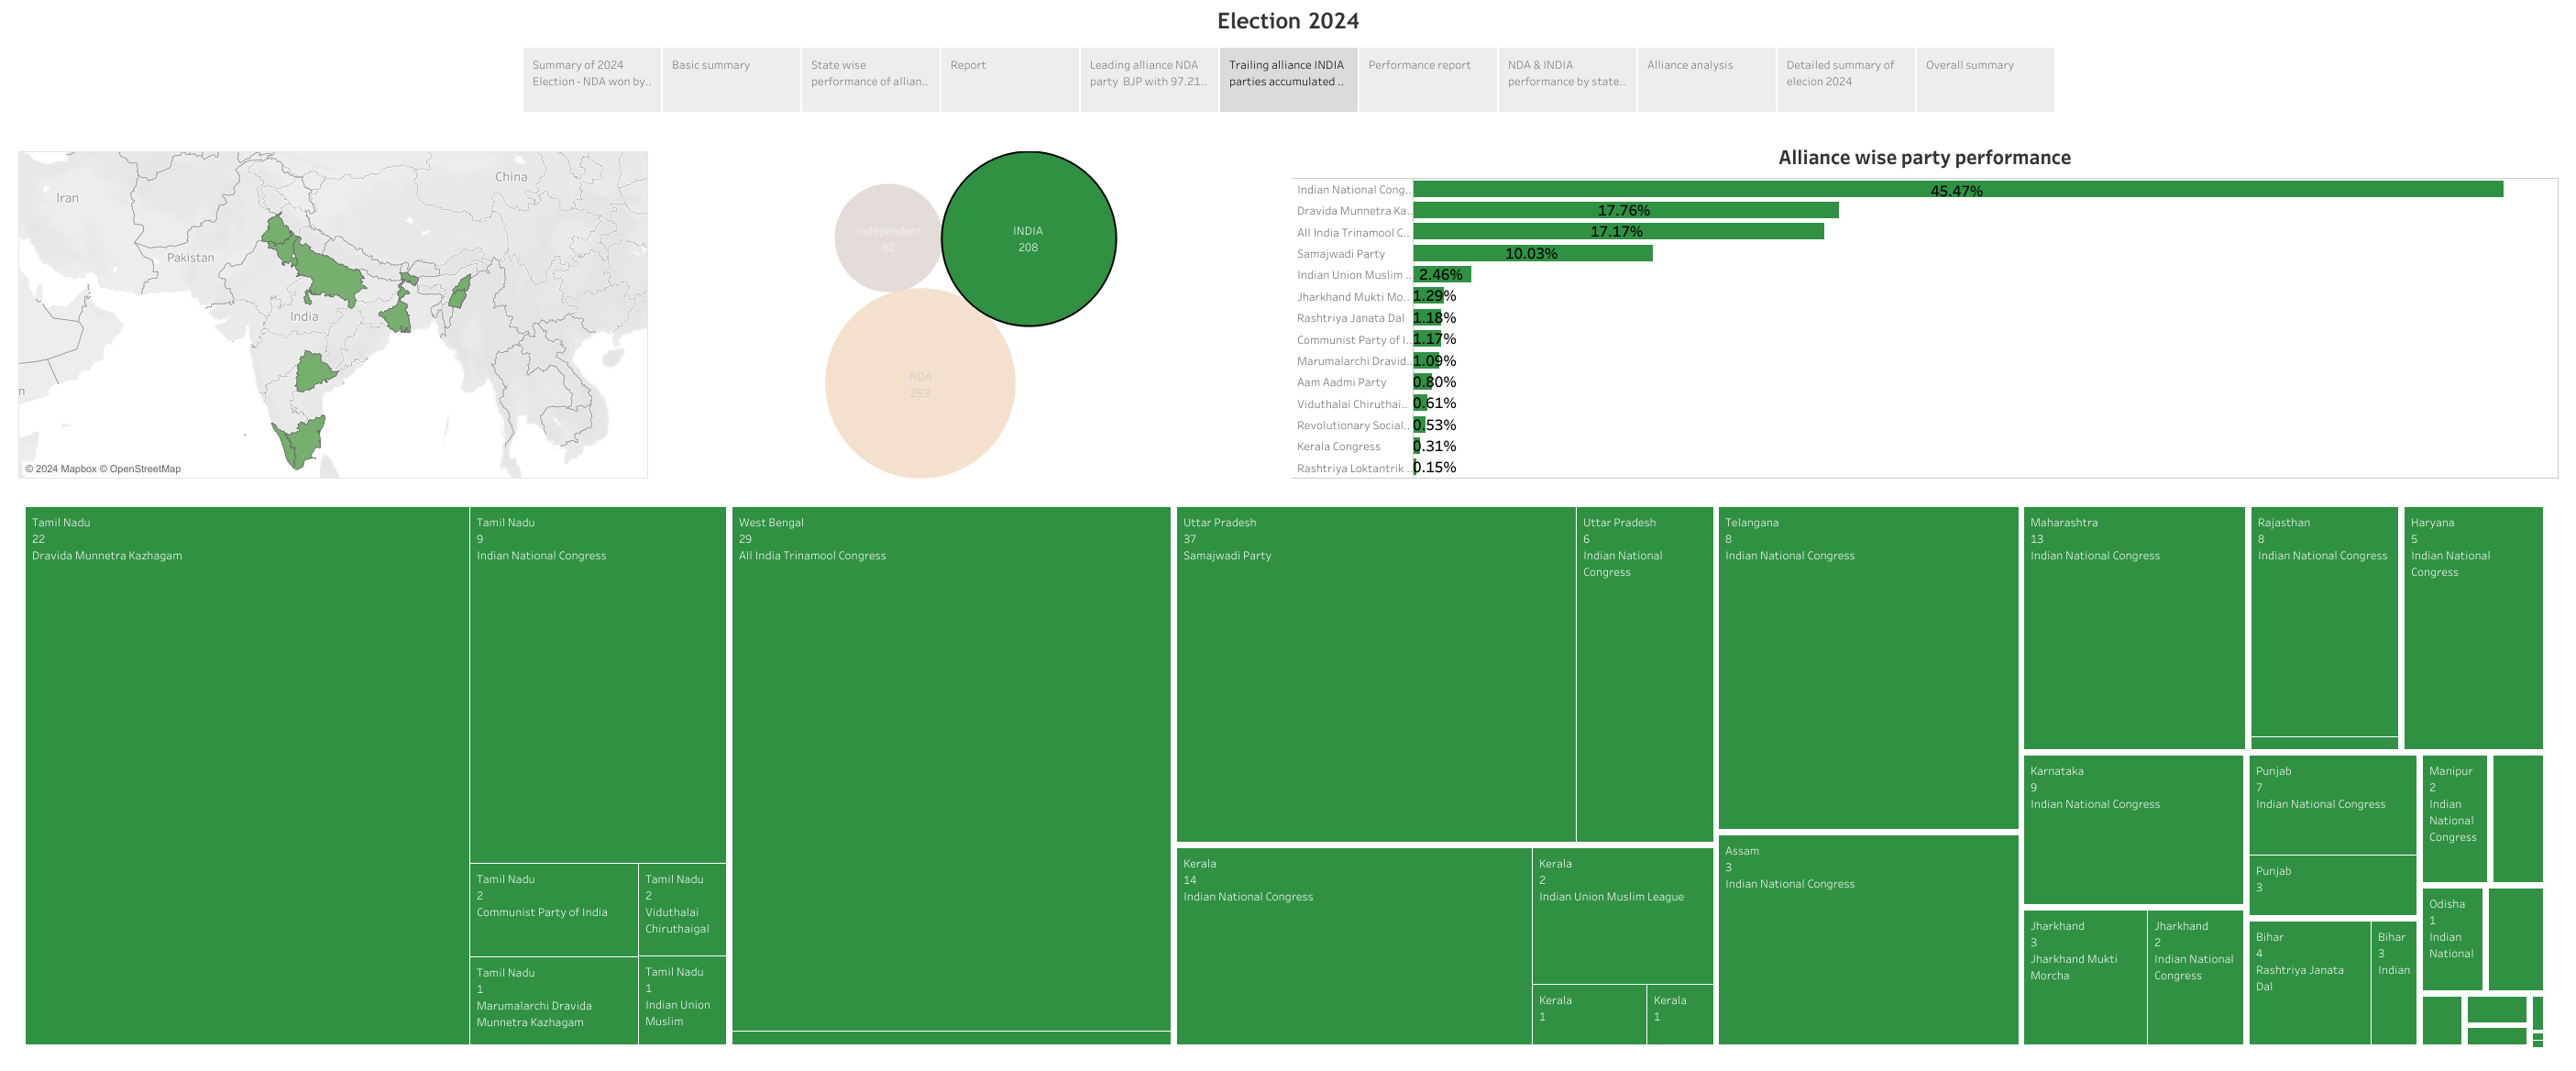 Election 2024
Summary of 2024
Election - NDA won by..
Basic summary
State wise
performance of allian..
Report
Leading alliance NDA
party BJP with 97.21..
Trailing alliance INDIA
parties accumulated ..
Performance report
NDA & INDIA
performance by state..
Alliance analysis
Detailed summary of
elecion 2024
Overall summary
Iran
China
Pakistan
India
n
© 2024 Mapbox © OpenStreetMap
Independent
82
INDIA
208
NDA
253
Alliance wise party performance
Indian National Cong.. 45.47%
Dravida Munnetra Ka.. 17.76%
All India Trinamool C.. 17.17%
Samajwadi Party 10.03%
Indian Union Muslim .. 2.46%
Jharkhand Mukti Mo.. 1.29%
Rashtriya Janata Dal 1.18%
Communist Party of I.. 1.17%
Marumalarchi Dravid.. 1.09%
Aam Aadmi Party 0.80%
Viduthalai Chiruthai.. 0.61%
Revolutionary Social.. 0.53%
Kerala Congress 0.31%
Rashtriya Loktantrik .. 0.15%
Tamil Nadu
22
Dravida Munnetra Kazhagam
Tamil Nadu
9
Indian National Congress
Tamil Nadu
2
Communist Party of India
Tamil Nadu
2
Viduthalai
Chiruthaigal
Tamil Nadu
1
Marumalarchi Dravida
Munnetra Kazhagam
Tamil Nadu
1
Indian Union
Muslim
West Bengal
29
All India Trinamool Congress
Uttar Pradesh
37
Samajwadi Party
Uttar Pradesh
6
Indian National
Congress
Kerala
14
Indian National Congress
Kerala
2
Indian Union Muslim League
Kerala
1
Kerala
1
Telangana
8
Indian National Congress
Assam
3
Indian National Congress
Maharashtra
13
Indian National Congress
Karnataka
9
Indian National Congress
Jharkhand
3
Jharkhand Mukti
Morcha
Jharkhand
2
Indian National
Congress
Rajasthan
8
Indian National Congress
Haryana
5
Indian National
Congress
Punjab
7
Indian National Congress
Punjab
3
Bihar
4
Rashtriya Janata
Dal
Bihar
3
Indian
Manipur
2
Indian
National
Congress
Odisha
1
Indian
National